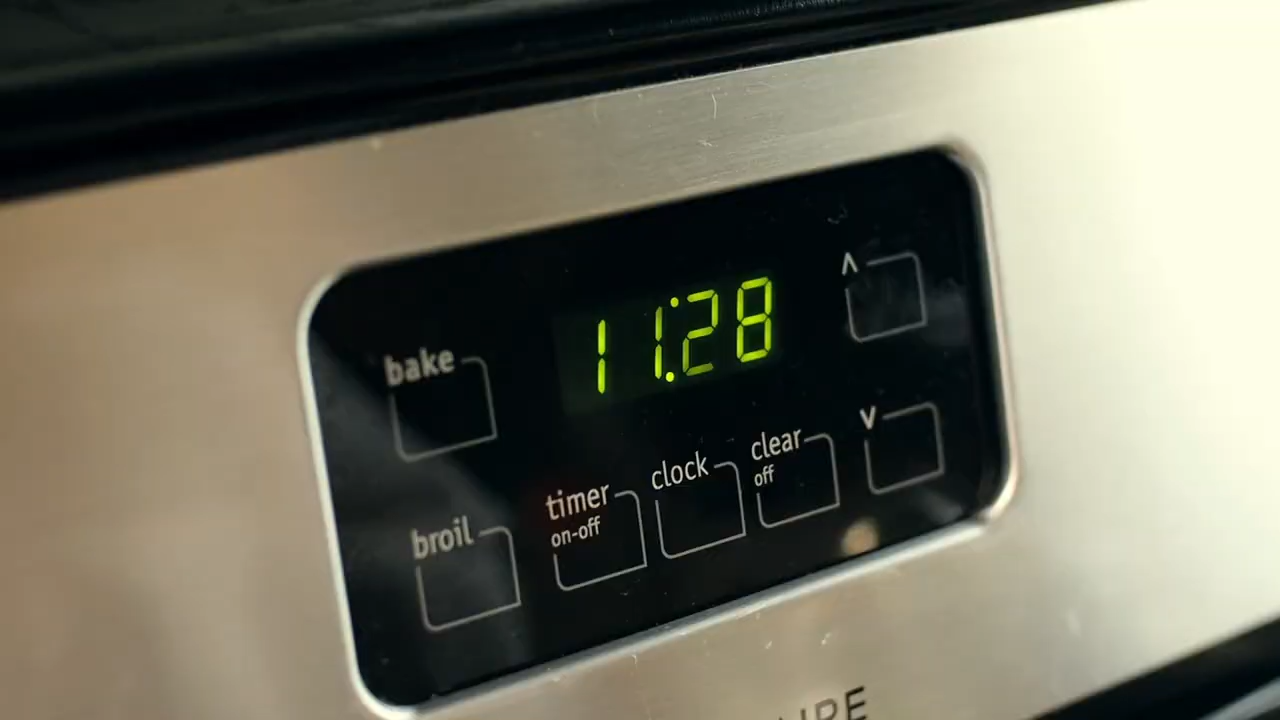 11:28
bake
^
clock
clear
off
v
timer
on-off
broil